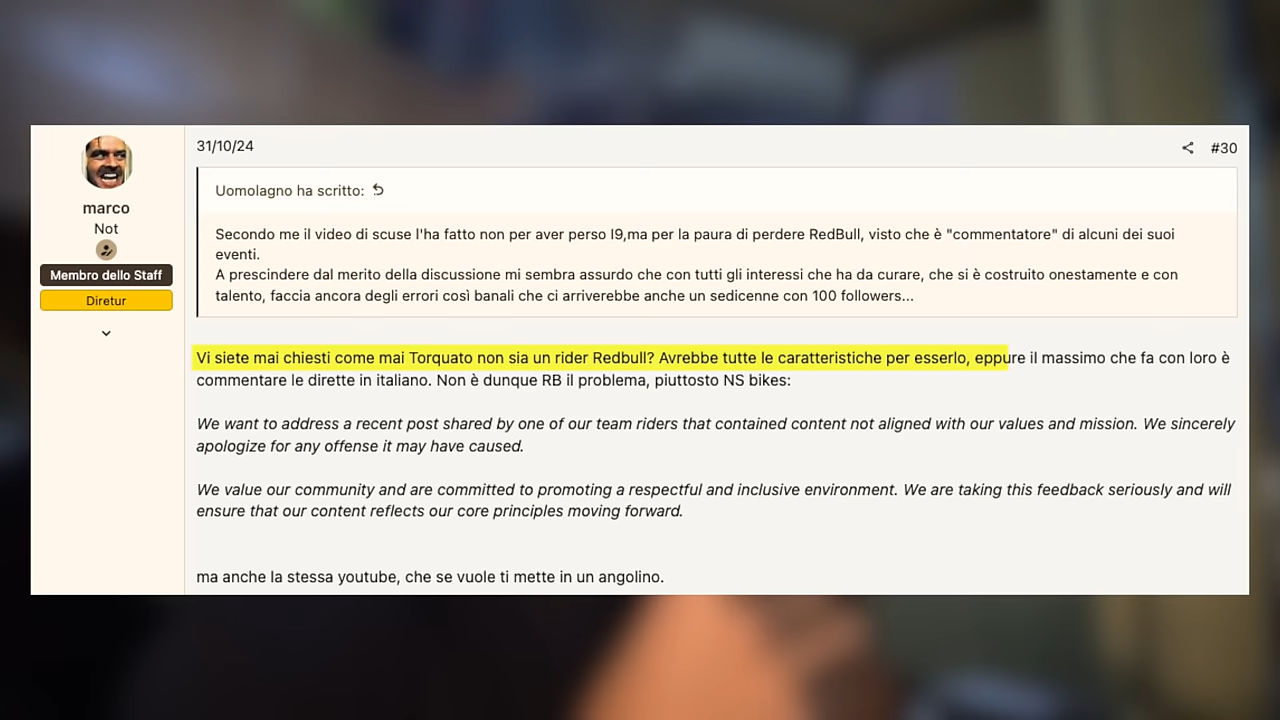 31/10/24
#30
marco
Not
Membro dello Staff
Diretur
Uomolagno ha scritto:
Secondo me il video di scuse l'ha fatto non per aver perso I9,ma per la paura di perdere RedBull, visto che è "commentatore" di alcuni dei suoi
eventi.
A prescindere dal merito della discussione mi sembra assurdo che con tutti gli interessi che ha da curare, che si è costruito onestamente e con
talento, faccia ancora degli errori così banali che ci arriverebbe anche un sedicenne con 100 followers...
Vi siete mai chiesti come mai Torquato non sia un rider Redbull? Avrebbe tutte le caratteristiche per esserlo, eppure il massimo che fa con loro è
commentare le dirette in italiano. Non è dunque RB il problema, piuttosto NS bikes:
We want to address a recent post shared by one of our team riders that contained content not aligned with our values and mission. We sincerely
apologize for any offense it may have caused.
We value our community and are committed to promoting a respectful and inclusive environment. We are taking this feedback seriously and will
ensure that our content reflects our core principles moving forward.
ma anche la stessa youtube, che se vuole ti mette in un angolino.